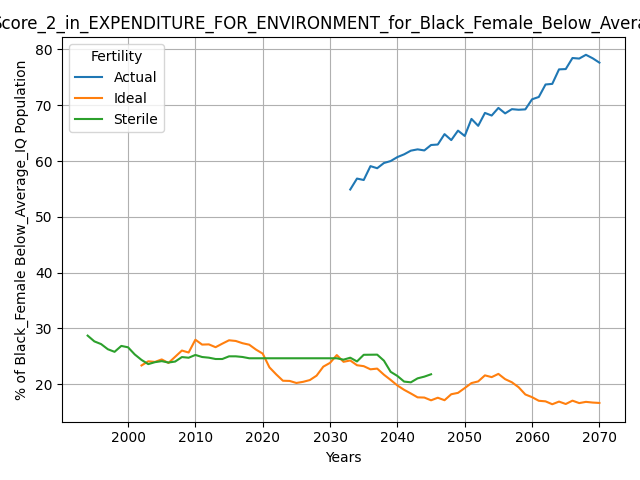 Score_2_in_EXPENDITURE_FOR_ENVIRONMENT_for_Black_Female_Below_Avera
Fertility
Actual
Ideal
Sterile
% of Black_Female Below_Average_IQ Population
80
70
60
50
40
30
20
2000
2010
2020
2030
2040
2050
2060
2070
Years